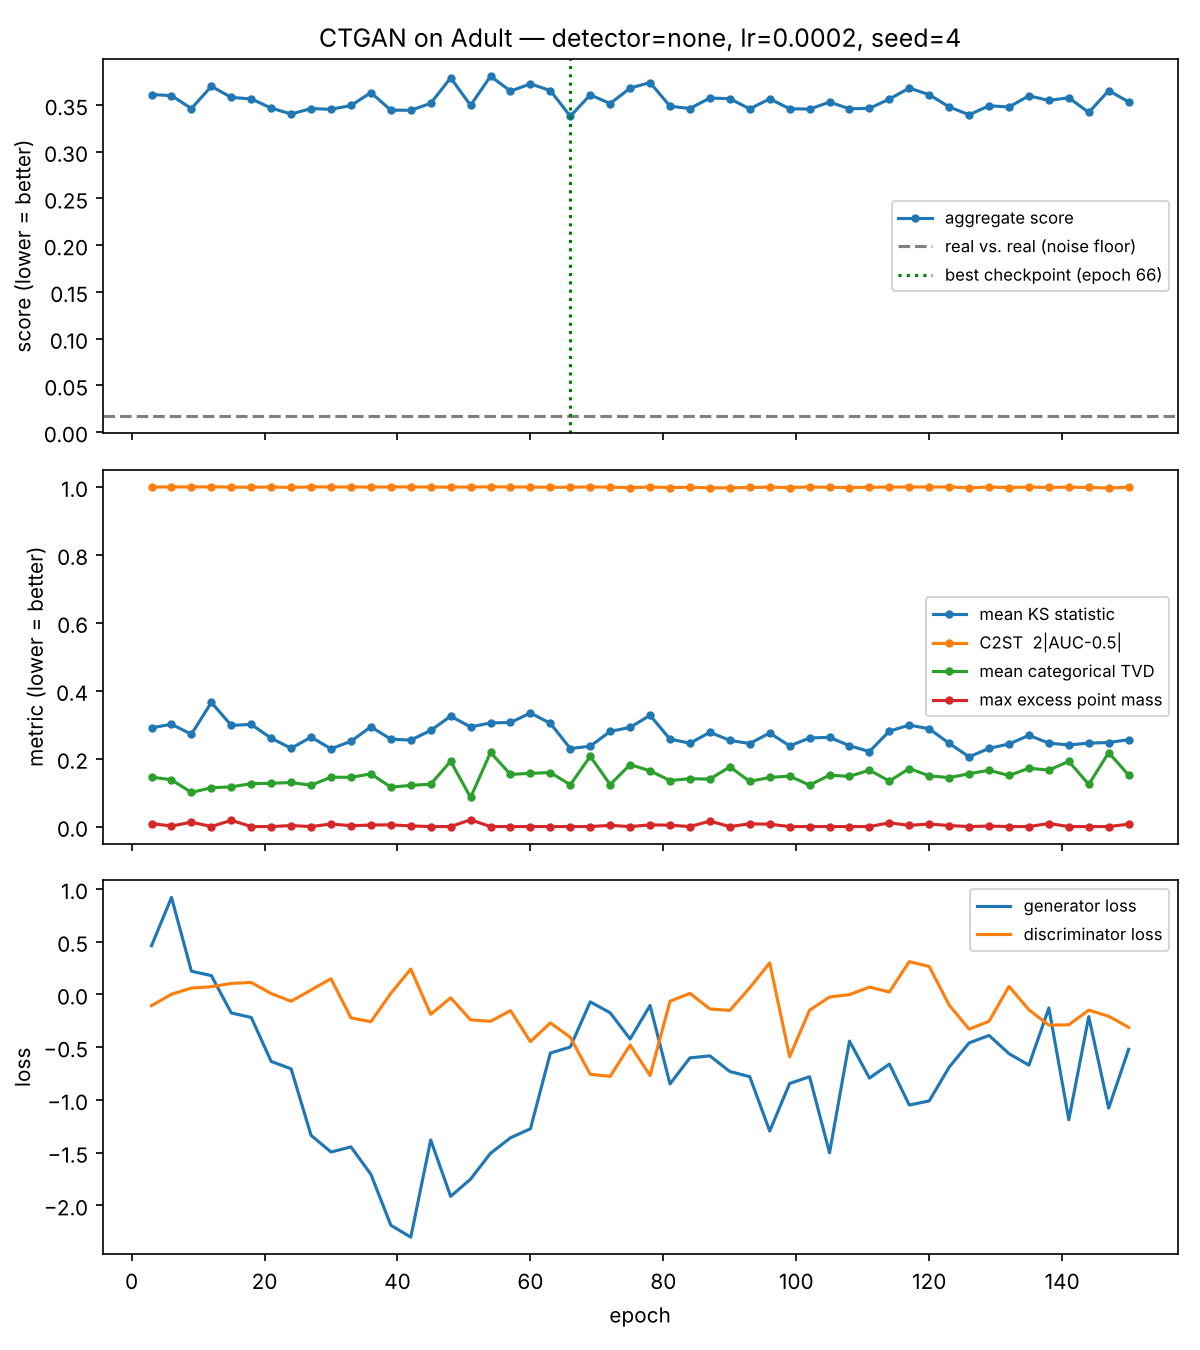 CTGAN on Adult — detector=none, lr=0.0002, seed=4
score (lower = better)
0.35
0.30
0.25
0.20
0.15
0.10
0.05
0.00
aggregate score
real vs. real (noise floor)
best checkpoint (epoch 66)
metric (lower = better)
1.0
0.8
0.6
0.4
0.2
0.0
mean KS statistic
C2ST  2|AUC-0.5|
mean categorical TVD
max excess point mass
loss
1.0
0.5
0.0
−0.5
−1.0
−1.5
−2.0
generator loss
discriminator loss
0 20 40 60 80 100 120 140
epoch